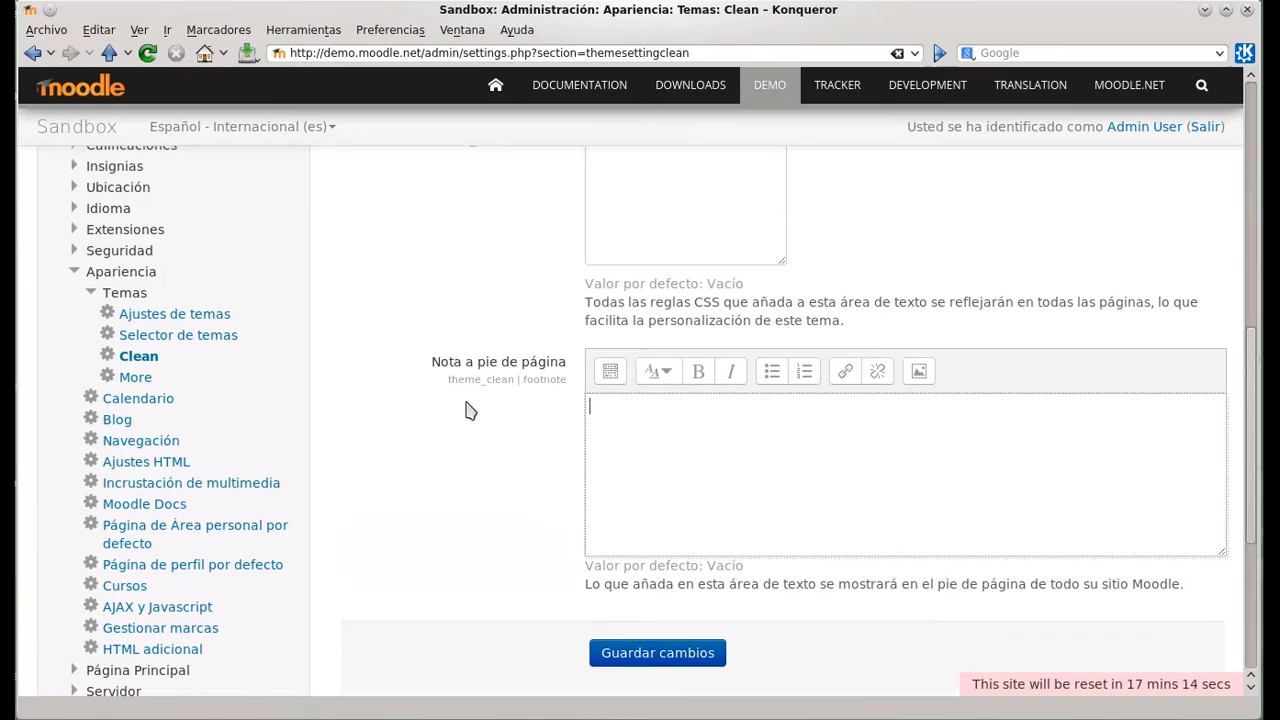 Sandbox: Administración: Apariencia: Temas: Clean – Konqueror
Archivo Editar Ver Ir Marcadores Herramientas Preferencias Ventana Ayuda
http://demo.moodle.net/admin/settings.php?section=themesettingclean
Google
moodle
DOCUMENTATION DOWNLOADS DEMO TRACKER DEVELOPMENT TRANSLATION MOODLE.NET
Sandbox Español - Internacional (es)
Usted se ha identificado como Admin User (Salir)
Calificaciones
Insignias
Ubicación
Idioma
Extensiones
Seguridad
Apariencia
Temas
Ajustes de temas
Selector de temas
Clean
More
Calendario
Blog
Navegación
Ajustes HTML
Incrustación de multimedia
Moodle Docs
Página de Área personal por
defecto
Página de perfil por defecto
Cursos
AJAX y Javascript
Gestionar marcas
HTML adicional
Página Principal
Servidor
Valor por defecto: Vacío
Todas las reglas CSS que añada a esta área de texto se reflejarán en todas las páginas, lo que
facilita la personalización de este tema.
Nota a pie de página
theme_clean | footnote
AA B I
Valor por defecto: Vacío
Lo que añada en esta área de texto se mostrará en el pie de página de todo su sitio Moodle.
Guardar cambios
This site will be reset in 17 mins 14 secs